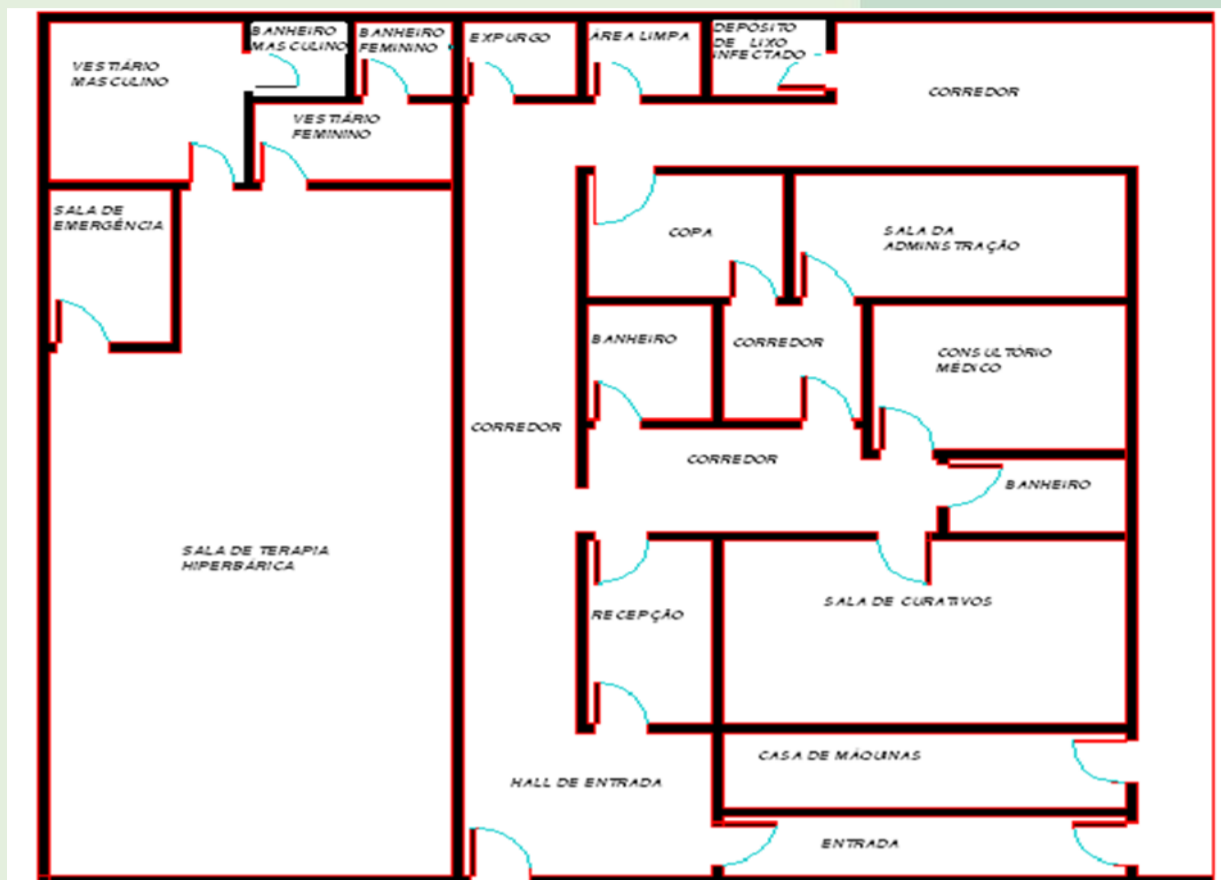 BANHEIRO
MASCULINO
BANHEIRO
FEMININO
EXPURGO
ÁREA LIMPA
DEPOSITO
DE LIXO
INFECTADO
VESTIÁRIO
MASCULINO
CORREDOR
VESTIÁRIO
FEMININO
SALA DE
EMERGÊNCIA
COPA
SALA DA
ADMINISTRAÇÃO
BANHEIRO
CORREDOR
CONSULTÓRIO
MÉDICO
CORREDOR
CORREDOR
BANHEIRO
SALA DE TERAPIA
HIPERBÁRICA
RECEPÇÃO
SALA DE CURATIVOS
CASA DE MÁQUINAS
HALL DE ENTRADA
ENTRADA